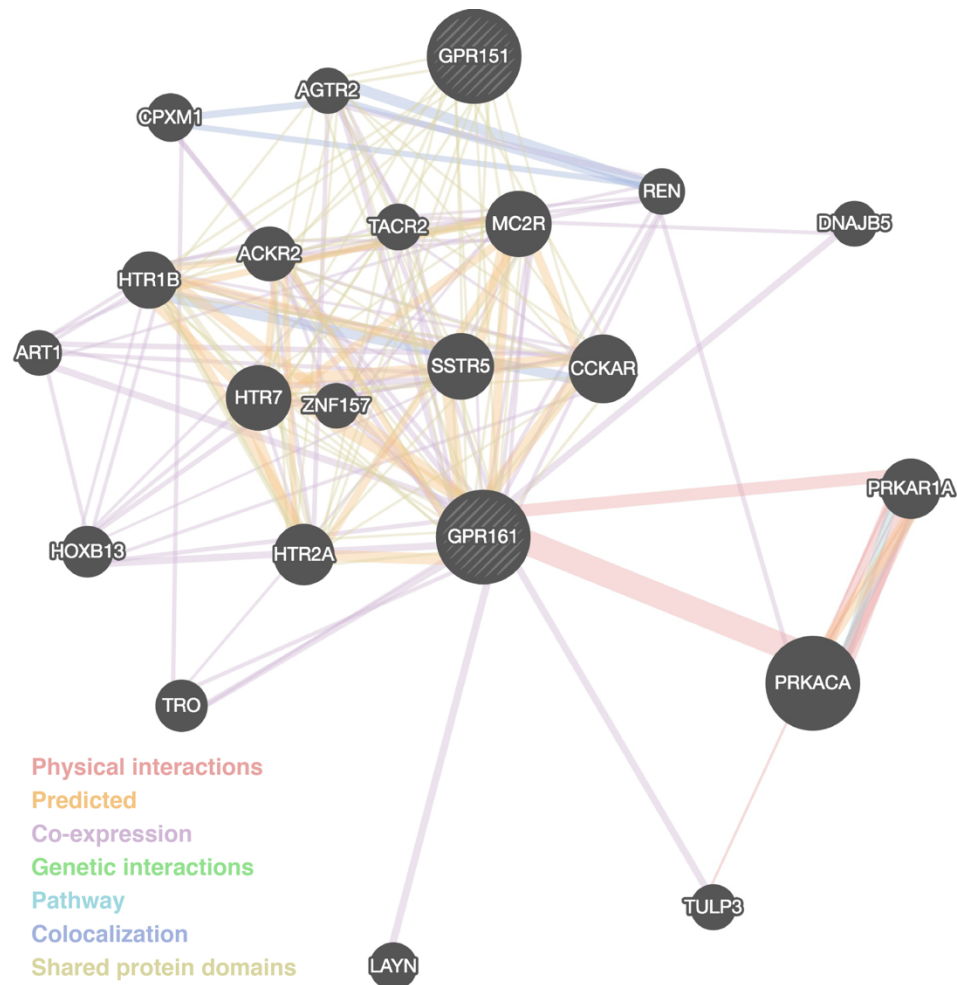 GPR151
AGTR2
CPXM1
REN
DNAJB5
TACR2
MC2R
ACKR2
HTR1B
ART1
SSTR5
CCKAR
HTR7
ZNF157
PRKAR1A
GPR161
HOXB13
HTR2A
PRKACA
TRO
Physical interactions
Predicted
Co-expression
Genetic interactions
Pathway
Colocalization
Shared protein domains
TULP3
LAYN